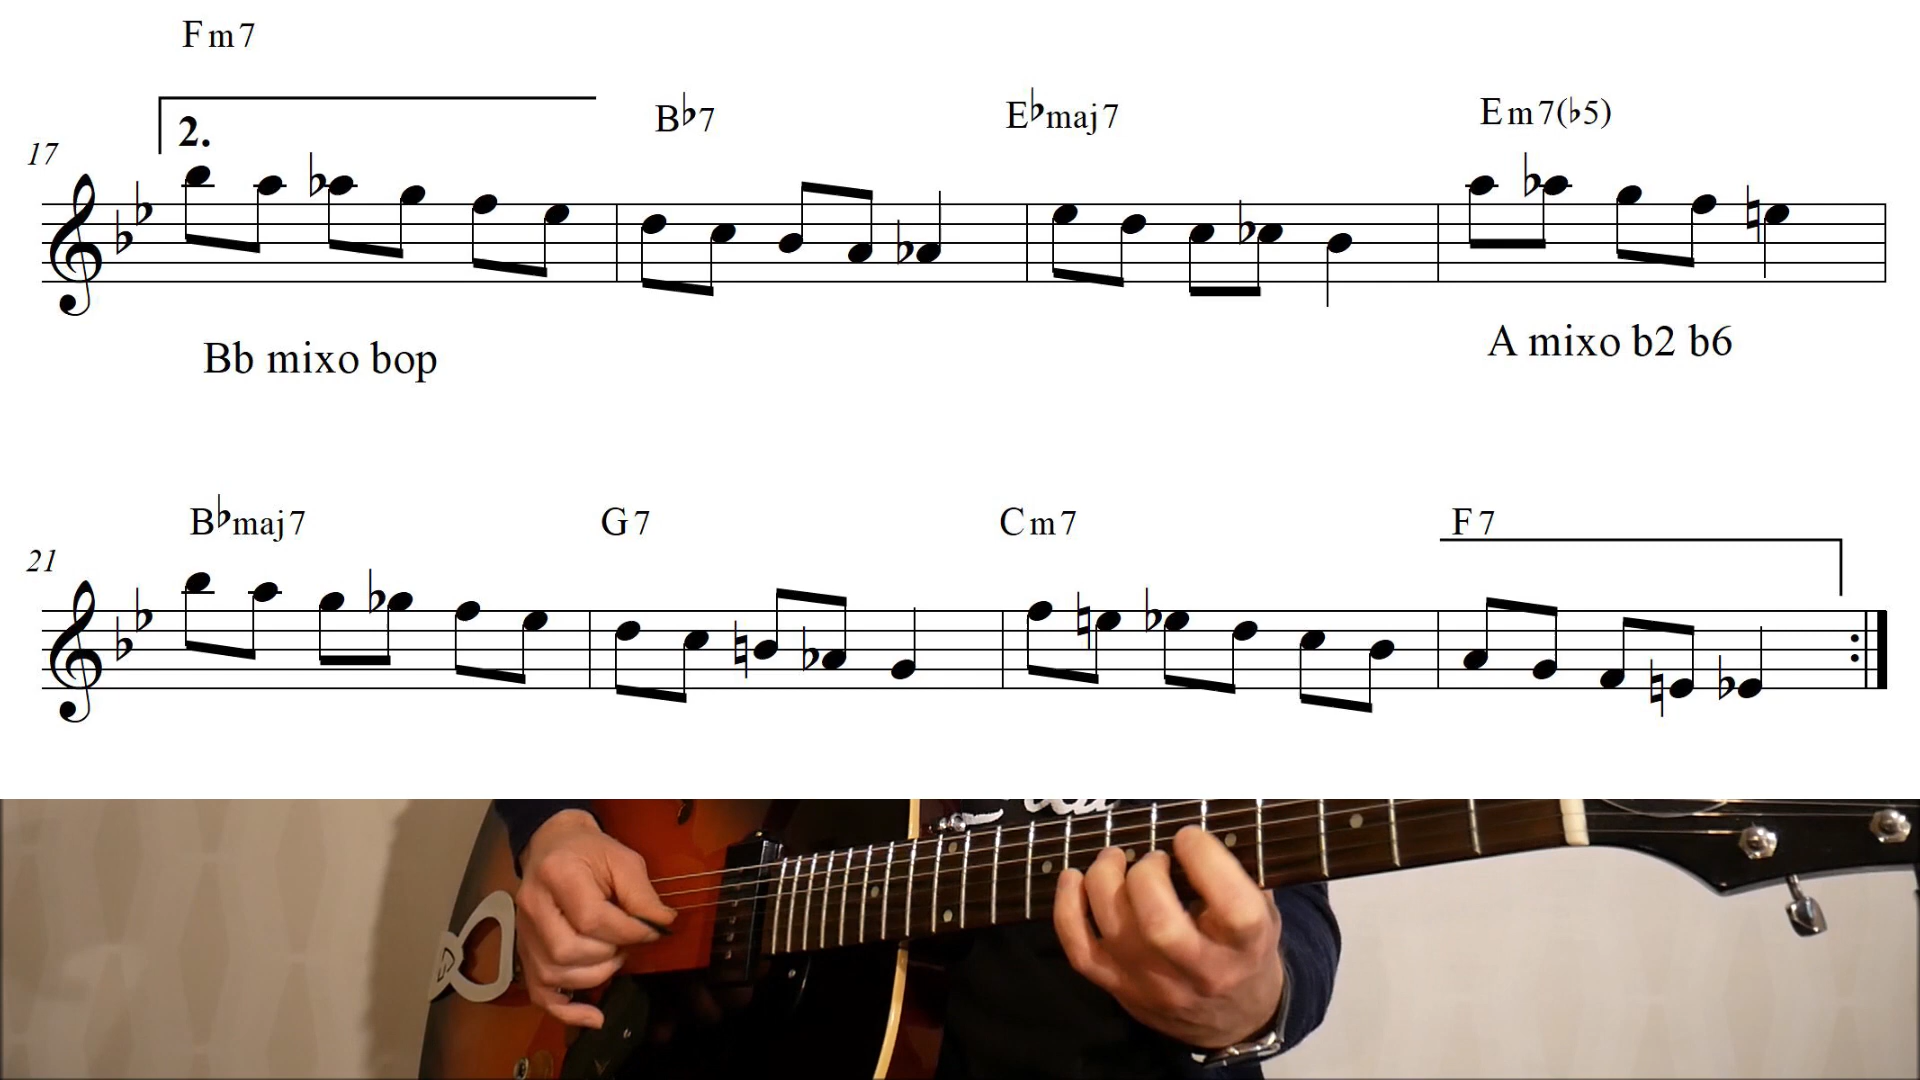 Fm7
2.
B♭7
E♭maj7
Em7(♭5)
17
Bb mixo bop
A mixo b2 b6
B♭maj7
G7
Cm7
F7
21